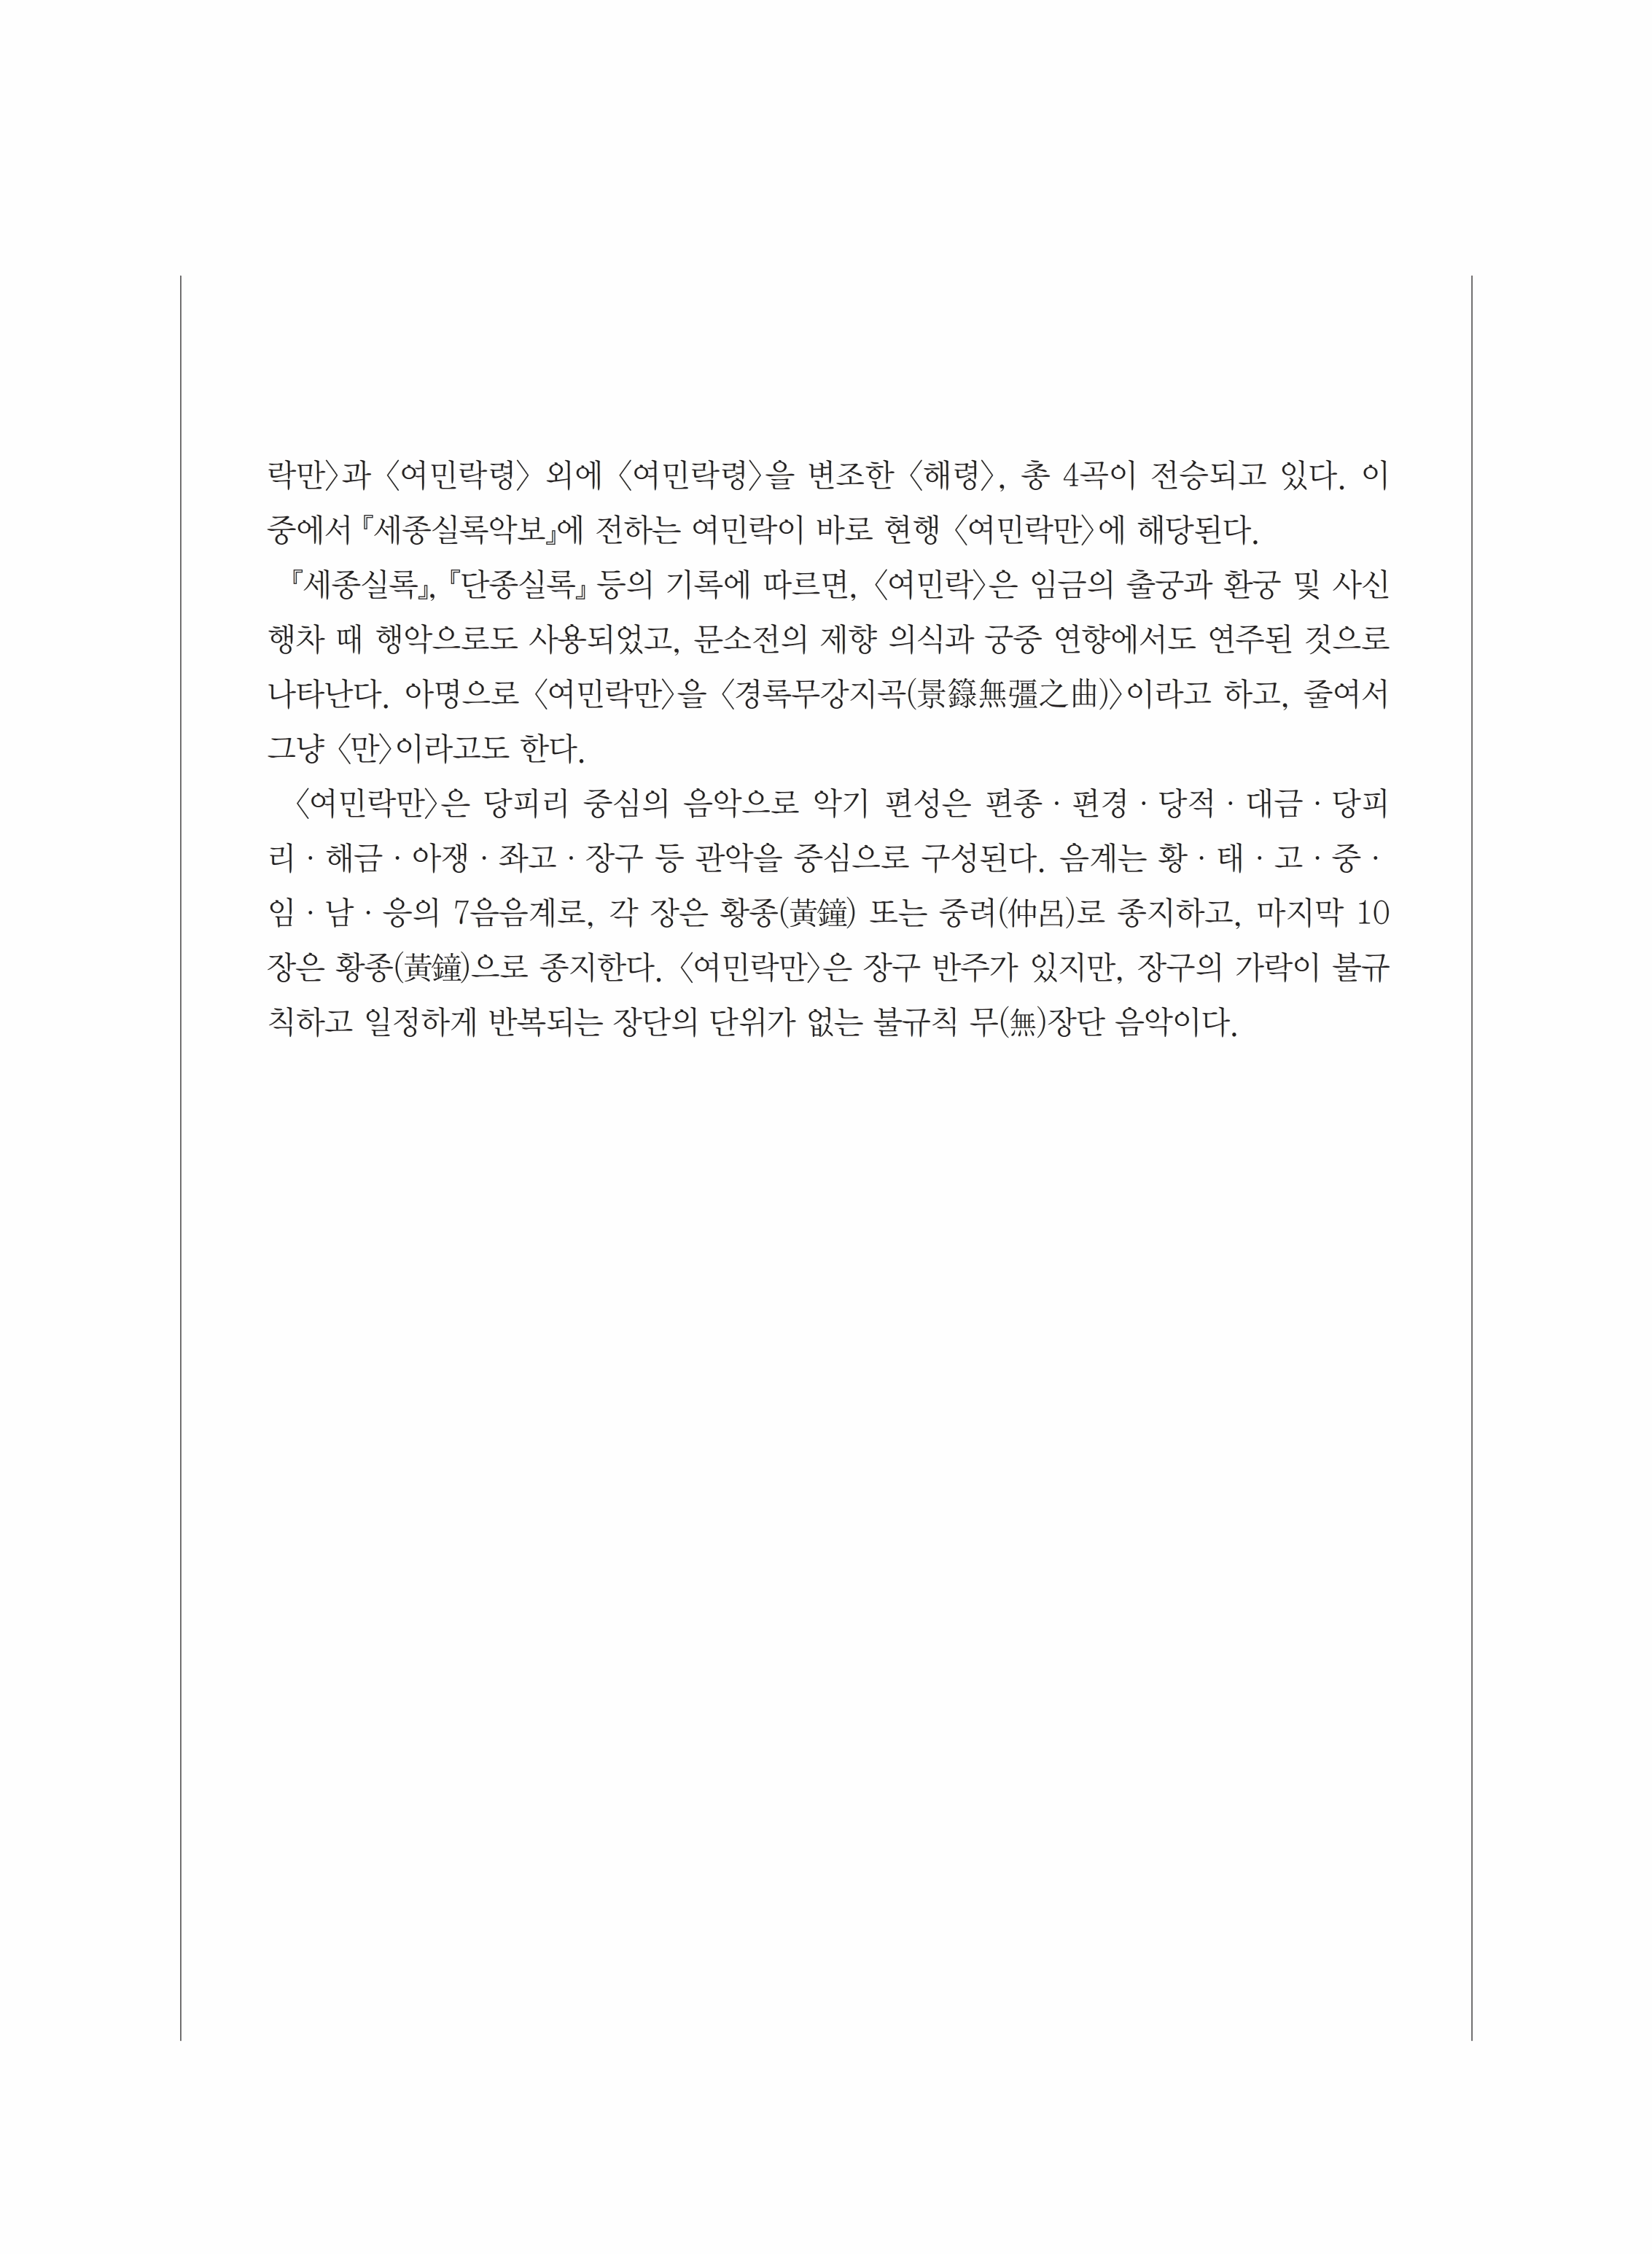 락만〉과 〈여민락령〉 외에 〈여민락령〉을 변조한 〈해령〉, 총 4곡이 전승되고 있다. 이
중에서 『세종실록악보』에 전하는 여민락이 바로 현행 〈여민락만〉에 해당된다.
『세종실록』, 『단종실록』 등의 기록에 따르면, 〈여민락〉은 임금의 출궁과 환궁 및 사신
행차 때 행악으로도 사용되었고, 문소전의 제향 의식과 궁중 연향에서도 연주된 것으로
나타난다. 아명으로 〈여민락만〉을 〈경록무강지곡(景籙無彊之曲)〉이라고 하고, 줄여서
그냥 〈만〉이라고도 한다.
〈여민락만〉은 당피리 중심의 음악으로 악기 편성은 편종 · 편경 · 당적 · 대금 · 당피
리 · 해금 · 아쟁 · 좌고 · 장구 등 관악을 중심으로 구성된다. 음계는 황 · 태 · 고 · 중 ·
임 · 남 · 응의 7음음계로, 각 장은 황종(黃鐘) 또는 중려(仲呂)로 종지하고, 마지막 10
장은 황종(黃鐘)으로 종지한다. 〈여민락만〉은 장구 반주가 있지만, 장구의 가락이 불규
칙하고 일정하게 반복되는 장단의 단위가 없는 불규칙 무(無)장단 음악이다.